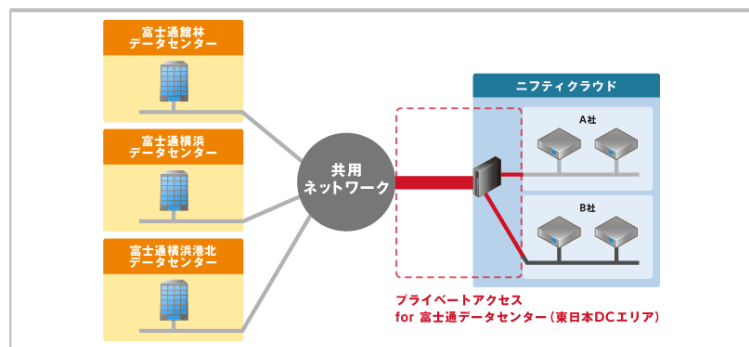 富士通館林
データセンター
富士通横浜
データセンター
富士通横浜港北
データセンター
共用
ネットワーク
ニフティクラウド
A社
B社
プライベートアクセス
for 富士通データセンター（東日本DCエリア）